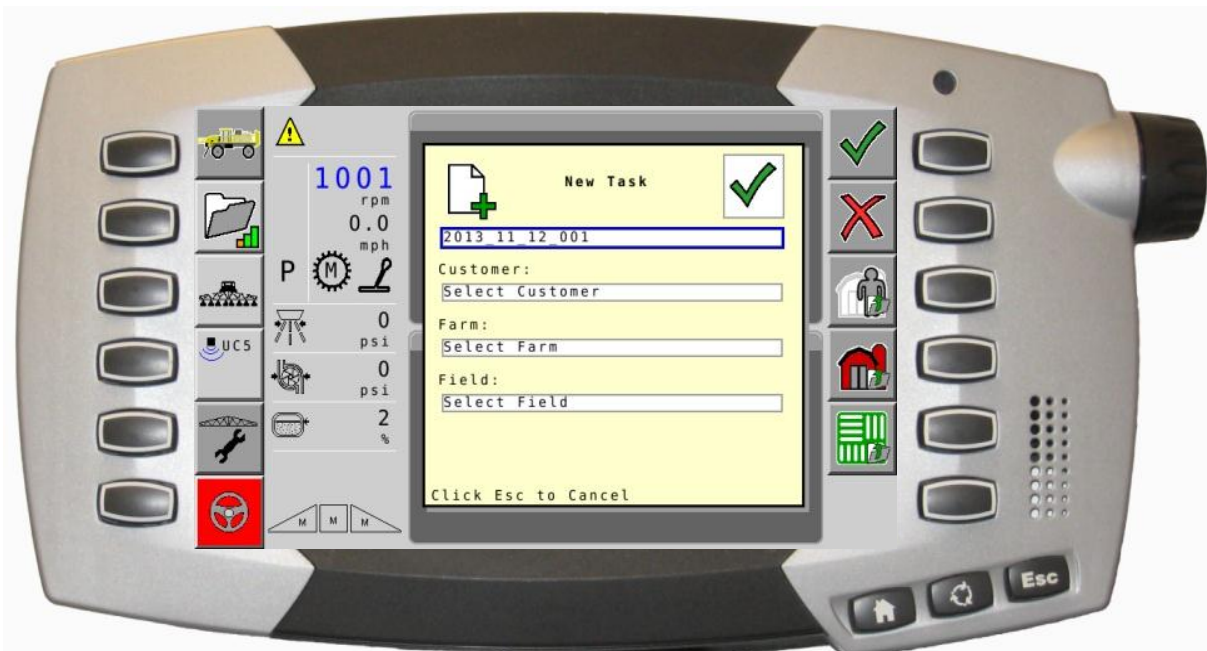 1001
rpm
0.0
mph
P M
0
psi
UC5
0
psi
2
%
M M M
New Task
2013_11_12_001
Customer:
Select Customer
Farm:
Select Farm
Field:
Select Field
Click Esc to Cancel
Esc